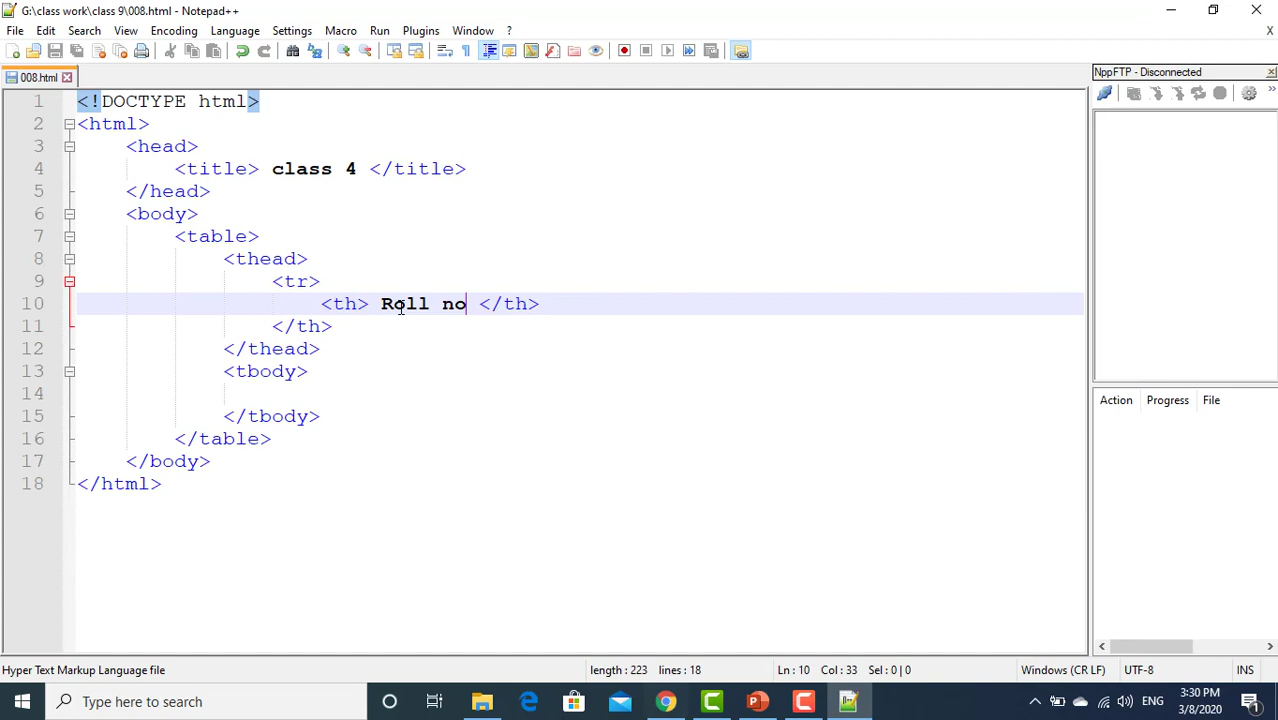 G:\class work\class 9\008.html - Notepad++
File Edit Search View Encoding Language Settings Macro Run Plugins Window ? X
008.html
NppFTP - Disconnected
1 <!DOCTYPE html>
2 <html>
3 <head>
4 <title> class 4 </title>
5 </head>
6 <body>
7 <table>
8 <thead>
9 <tr>
10 <th> Roll no </th>
11 </th>
12 </thead>
13 <tbody>
14
15 </tbody>
16 </table>
17 </body>
18 </html>
Action Progress File
Hyper Text Markup Language file length : 223 lines : 18 Ln : 10 Col : 33 Sel : 0 | 0 Windows (CR LF) UTF-8 INS
Type here to search
ENG
3:30 PM
3/8/2020